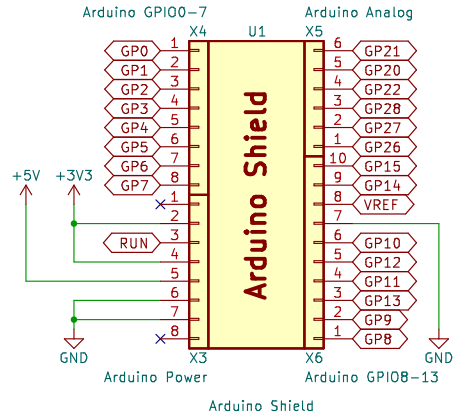 Arduino GPIO0-7 Arduino Analog
X4 U1 X5
GP0 1 6 GP21
GP1 2 5 GP20
GP2 3 4 GP22
GP3 4 3 GP28
GP4 5 2 GP27
GP5 6 1 GP26
GP6 7 10 GP15
GP7 8 9 GP14
+5V +3V3 1 8 VREF
2 7
RUN 3 6 GP10
4 5 GP12
5 4 GP11
6 3 GP13
7 2 GP9
8 1 GP8
Arduino Shield
GND X3 X6 GND
Arduino Power Arduino GPIO8-13
Arduino Shield